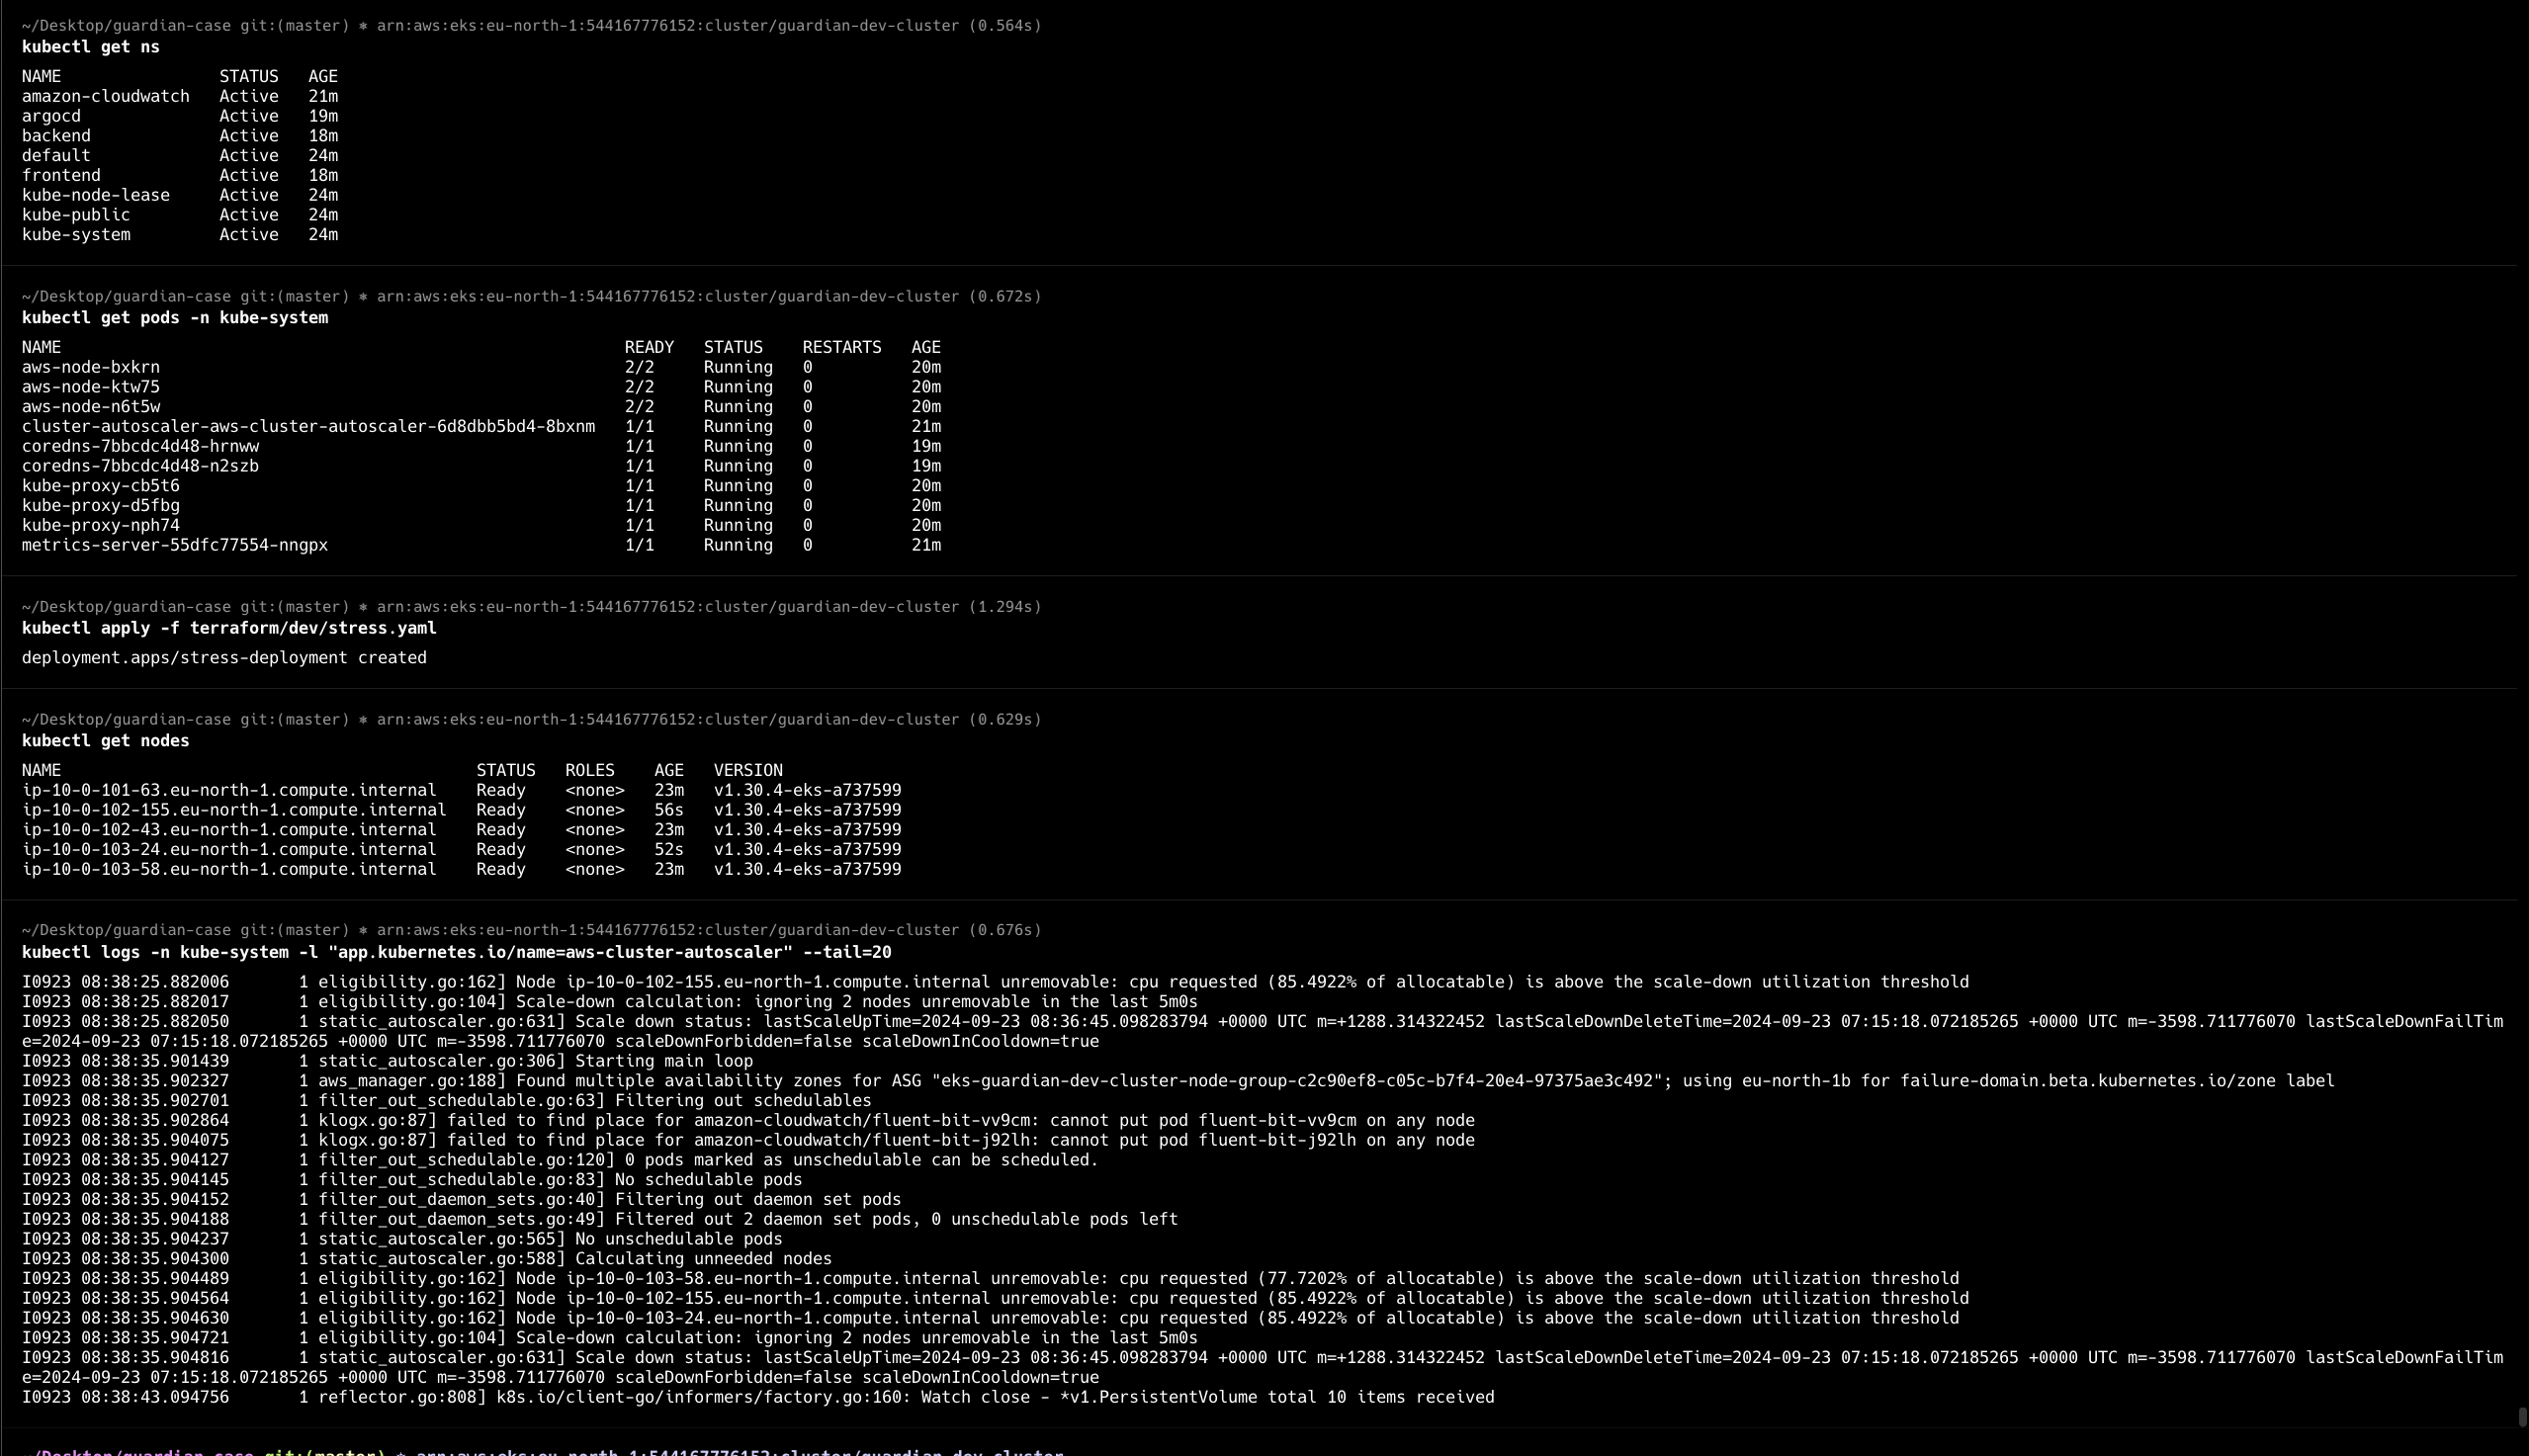 ~/Desktop/guardian-case git:(master) ⎈ arn:aws:eks:eu-north-1:544167776152:cluster/guardian-dev-cluster (0.564s)
kubectl get ns
NAME                STATUS   AGE
amazon-cloudwatch   Active   21m
argocd              Active   19m
backend             Active   18m
default             Active   24m
frontend            Active   18m
kube-node-lease     Active   24m
kube-public         Active   24m
kube-system         Active   24m
~/Desktop/guardian-case git:(master) ⎈ arn:aws:eks:eu-north-1:544167776152:cluster/guardian-dev-cluster (0.672s)
kubectl get pods -n kube-system
NAME                                                         READY   STATUS    RESTARTS   AGE
aws-node-bxkrn                                               2/2     Running   0          20m
aws-node-ktw75                                               2/2     Running   0          20m
aws-node-n6t5w                                               2/2     Running   0          20m
cluster-autoscaler-aws-cluster-autoscaler-6d8dbb5bd4-8bxnm   1/1     Running   0          21m
coredns-7bbcdc4d48-hrnww                                     1/1     Running   0          19m
coredns-7bbcdc4d48-n2szb                                     1/1     Running   0          19m
kube-proxy-cb5t6                                             1/1     Running   0          20m
kube-proxy-d5fbg                                             1/1     Running   0          20m
kube-proxy-nph74                                             1/1     Running   0          20m
metrics-server-55dfc77554-nngpx                              1/1     Running   0          21m
~/Desktop/guardian-case git:(master) ⎈ arn:aws:eks:eu-north-1:544167776152:cluster/guardian-dev-cluster (1.294s)
kubectl apply -f terraform/dev/stress.yaml
deployment.apps/stress-deployment created
~/Desktop/guardian-case git:(master) ⎈ arn:aws:eks:eu-north-1:544167776152:cluster/guardian-dev-cluster (0.629s)
kubectl get nodes
NAME                                          STATUS   ROLES    AGE   VERSION
ip-10-0-101-63.eu-north-1.compute.internal    Ready    <none>   23m   v1.30.4-eks-a737599
ip-10-0-102-155.eu-north-1.compute.internal   Ready    <none>   56s   v1.30.4-eks-a737599
ip-10-0-102-43.eu-north-1.compute.internal    Ready    <none>   23m   v1.30.4-eks-a737599
ip-10-0-103-24.eu-north-1.compute.internal    Ready    <none>   52s   v1.30.4-eks-a737599
ip-10-0-103-58.eu-north-1.compute.internal    Ready    <none>   23m   v1.30.4-eks-a737599
~/Desktop/guardian-case git:(master) ⎈ arn:aws:eks:eu-north-1:544167776152:cluster/guardian-dev-cluster (0.676s)
kubectl logs -n kube-system -l "app.kubernetes.io/name=aws-cluster-autoscaler" --tail=20
I0923 08:38:25.882006       1 eligibility.go:162] Node ip-10-0-102-155.eu-north-1.compute.internal unremovable: cpu requested (85.4922% of allocatable) is above the scale-down utilization threshold
I0923 08:38:25.882017       1 eligibility.go:104] Scale-down calculation: ignoring 2 nodes unremovable in the last 5m0s
I0923 08:38:25.882050       1 static_autoscaler.go:631] Scale down status: lastScaleUpTime=2024-09-23 08:36:45.098283794 +0000 UTC m=+1288.314322452 lastScaleDownDeleteTime=2024-09-23 07:15:18.072185265 +0000 UTC m=-3598.711776070 lastScaleDownFailTim
e=2024-09-23 07:15:18.072185265 +0000 UTC m=-3598.711776070 scaleDownForbidden=false scaleDownInCooldown=true
I0923 08:38:35.901439       1 static_autoscaler.go:306] Starting main loop
I0923 08:38:35.902327       1 aws_manager.go:188] Found multiple availability zones for ASG "eks-guardian-dev-cluster-node-group-c2c90ef8-c05c-b7f4-20e4-97375ae3c492"; using eu-north-1b for failure-domain.beta.kubernetes.io/zone label
I0923 08:38:35.902701       1 filter_out_schedulable.go:63] Filtering out schedulables
I0923 08:38:35.902864       1 klogx.go:87] failed to find place for amazon-cloudwatch/fluent-bit-vv9cm: cannot put pod fluent-bit-vv9cm on any node
I0923 08:38:35.904075       1 klogx.go:87] failed to find place for amazon-cloudwatch/fluent-bit-j92lh: cannot put pod fluent-bit-j92lh on any node
I0923 08:38:35.904127       1 filter_out_schedulable.go:120] 0 pods marked as unschedulable can be scheduled.
I0923 08:38:35.904145       1 filter_out_schedulable.go:83] No schedulable pods
I0923 08:38:35.904152       1 filter_out_daemon_sets.go:40] Filtering out daemon set pods
I0923 08:38:35.904188       1 filter_out_daemon_sets.go:49] Filtered out 2 daemon set pods, 0 unschedulable pods left
I0923 08:38:35.904237       1 static_autoscaler.go:565] No unschedulable pods
I0923 08:38:35.904300       1 static_autoscaler.go:588] Calculating unneeded nodes
I0923 08:38:35.904489       1 eligibility.go:162] Node ip-10-0-103-58.eu-north-1.compute.internal unremovable: cpu requested (77.7202% of allocatable) is above the scale-down utilization threshold
I0923 08:38:35.904564       1 eligibility.go:162] Node ip-10-0-102-155.eu-north-1.compute.internal unremovable: cpu requested (85.4922% of allocatable) is above the scale-down utilization threshold
I0923 08:38:35.904630       1 eligibility.go:162] Node ip-10-0-103-24.eu-north-1.compute.internal unremovable: cpu requested (85.4922% of allocatable) is above the scale-down utilization threshold
I0923 08:38:35.904721       1 eligibility.go:104] Scale-down calculation: ignoring 2 nodes unremovable in the last 5m0s
I0923 08:38:35.904816       1 static_autoscaler.go:631] Scale down status: lastScaleUpTime=2024-09-23 08:36:45.098283794 +0000 UTC m=+1288.314322452 lastScaleDownDeleteTime=2024-09-23 07:15:18.072185265 +0000 UTC m=-3598.711776070 lastScaleDownFailTim
e=2024-09-23 07:15:18.072185265 +0000 UTC m=-3598.711776070 scaleDownForbidden=false scaleDownInCooldown=true
I0923 08:38:43.094756       1 reflector.go:808] k8s.io/client-go/informers/factory.go:160: Watch close - *v1.PersistentVolume total 10 items received
~/Desktop/guardian-case git:(master) ⎈ arn:aws:eks:eu-north-1:544167776152:cluster/guardian-dev-cluster